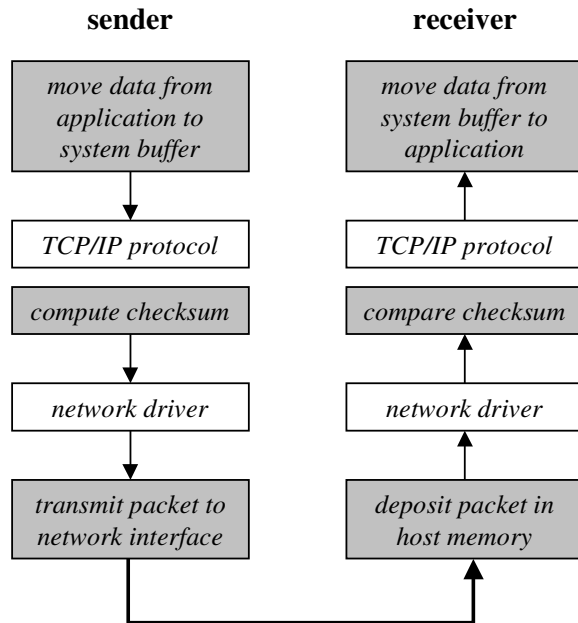 sender
move data from
application to
system buffer
TCP/IP protocol
compute checksum
network driver
transmit packet to
network interface
receiver
move data from
system buffer to
application
TCP/IP protocol
compare checksum
network driver
deposit packet in
host memory